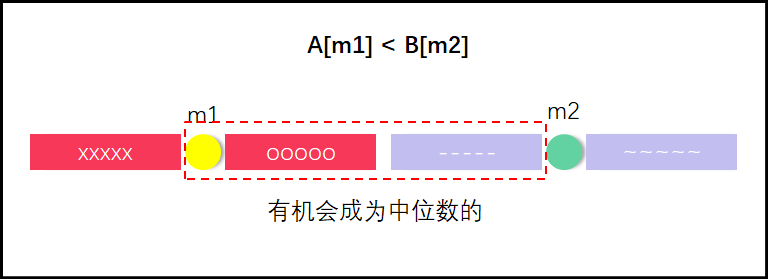 A[m1] < B[m2]
m1 m2
XXXXX OOOOO ----- ~~~~~
有机会成为中位数的